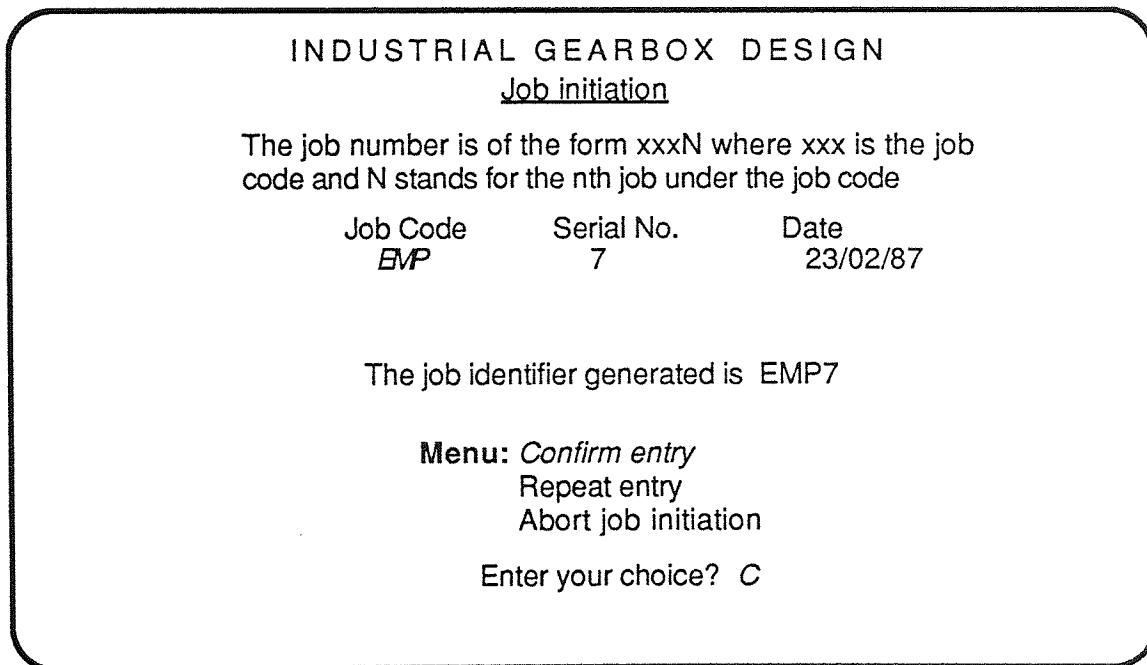 INDUSTRIAL GEARBOX DESIGN
Job initiation
The job number is of the form xxxN where xxx is the job
code and N stands for the nth job under the job code
Job Code Serial No. Date
EMP 7 23/02/87
The job identifier generated is EMP7
Menu: Confirm entry
Repeat entry
Abort job initiation
Enter your choice? C